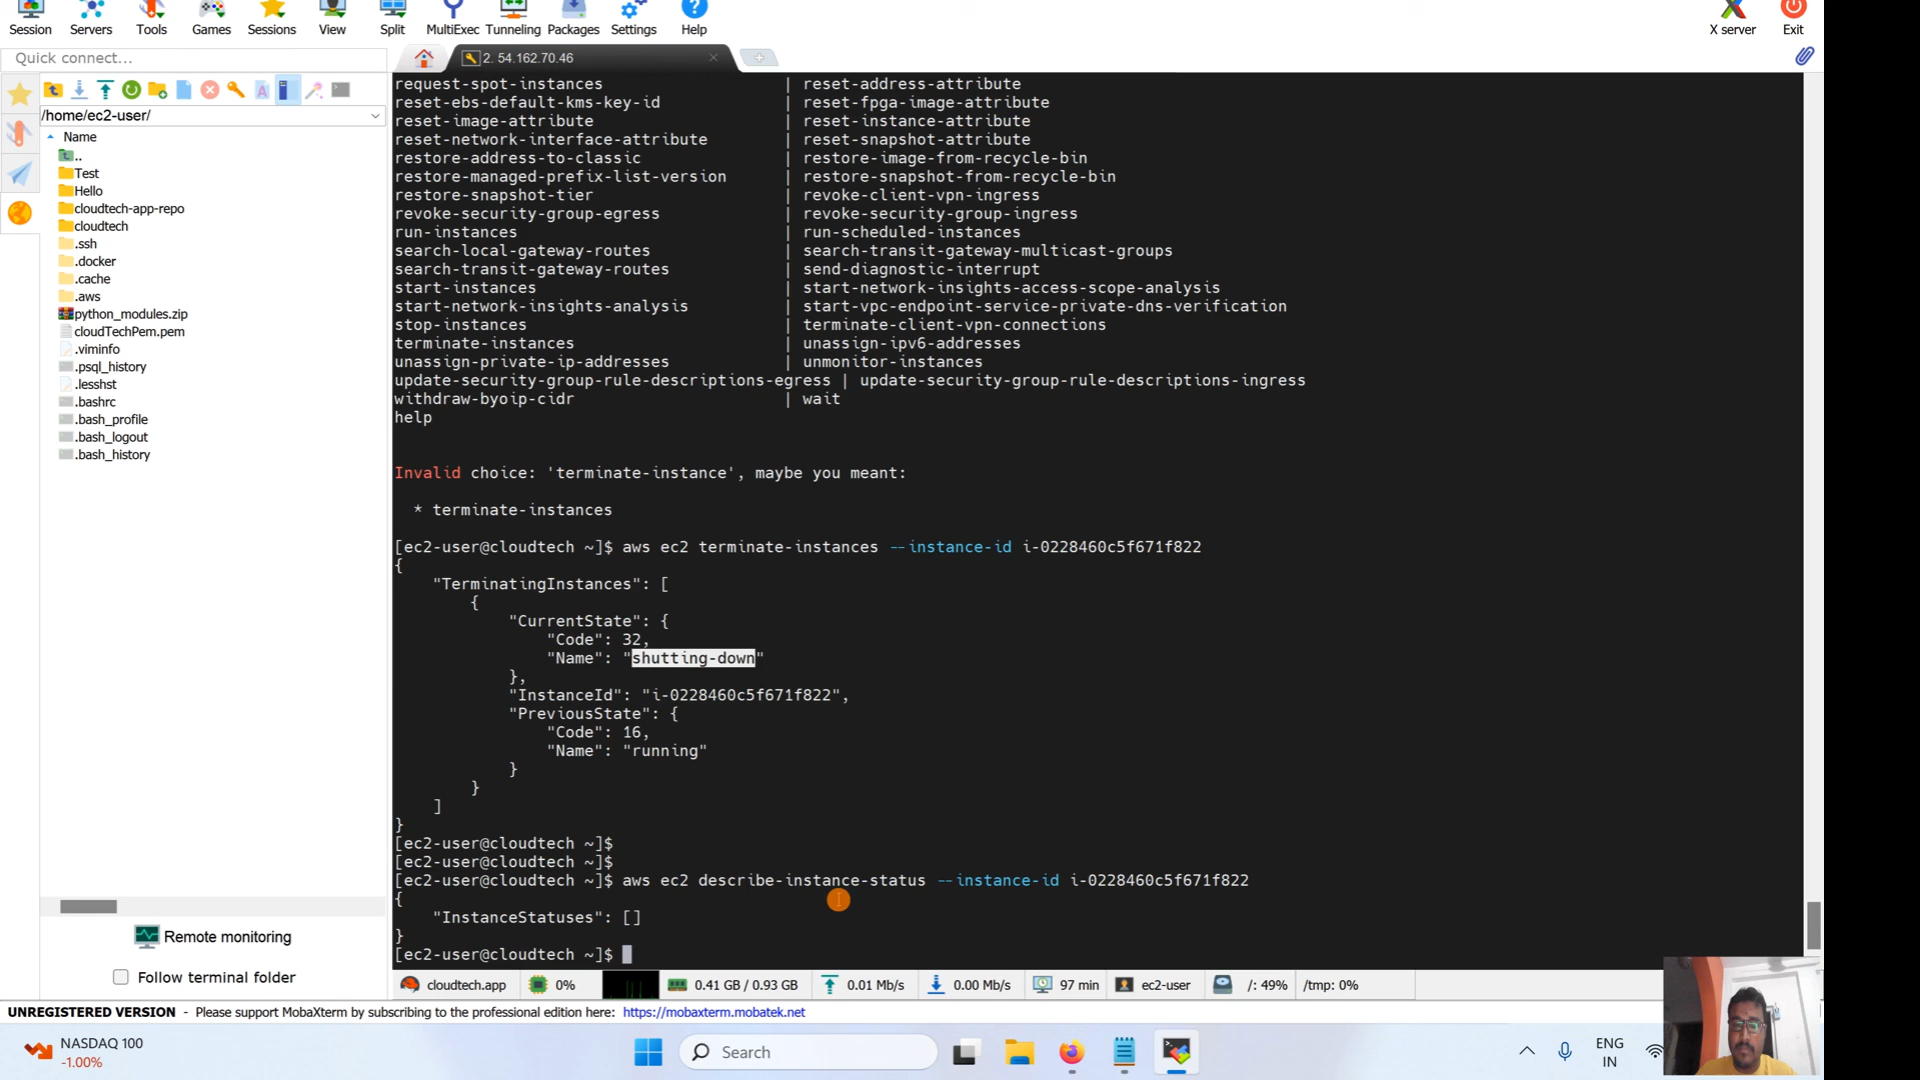 Session Servers Tools Games Sessions View Split MultiExec Tunneling Packages Settings Help X server Exit
Quick connect...
2. 54.162.70.46
/home/ec2-user/
Name
..
Test
Hello
cloudtech-app-repo
cloudtech
.ssh
.docker
.cache
.aws
python_modules.zip
cloudTechPem.pem
.viminfo
.psql_history
.lesshst
.bashrc
.bash_profile
.bash_logout
.bash_history
Remote monitoring
Follow terminal folder
request-spot-instances | reset-address-attribute
reset-ebs-default-kms-key-id | reset-fpga-image-attribute
reset-image-attribute | reset-instance-attribute
reset-network-interface-attribute | reset-snapshot-attribute
restore-address-to-classic | restore-image-from-recycle-bin
restore-managed-prefix-list-version | restore-snapshot-from-recycle-bin
restore-snapshot-tier | revoke-client-vpn-ingress
revoke-security-group-egress | revoke-security-group-ingress
run-instances | run-scheduled-instances
search-local-gateway-routes | search-transit-gateway-multicast-groups
search-transit-gateway-routes | send-diagnostic-interrupt
start-instances | start-network-insights-access-scope-analysis
start-network-insights-analysis | start-vpc-endpoint-service-private-dns-verification
stop-instances | terminate-client-vpn-connections
terminate-instances | unassign-ipv6-addresses
unassign-private-ip-addresses | unmonitor-instances
update-security-group-rule-descriptions-egress | update-security-group-rule-descriptions-ingress
withdraw-byoip-cidr | wait
help
Invalid choice: 'terminate-instance', maybe you meant:
* terminate-instances
[ec2-user@cloudtech ~]$ aws ec2 terminate-instances --instance-id i-0228460c5f671f822
{
"TerminatingInstances": [
{
"CurrentState": {
"Code": 32,
"Name": "shutting-down"
},
"InstanceId": "i-0228460c5f671f822",
"PreviousState": {
"Code": 16,
"Name": "running"
}
}
]
}
[ec2-user@cloudtech ~]$
[ec2-user@cloudtech ~]$
[ec2-user@cloudtech ~]$ aws ec2 describe-instance-status --instance-id i-0228460c5f671f822
{
"InstanceStatuses": []
}
[ec2-user@cloudtech ~]$
cloudtech.app 0% 0.41 GB / 0.93 GB 0.01 Mb/s 0.00 Mb/s 97 min ec2-user /: 49% /tmp: 0%
UNREGISTERED VERSION - Please support MobaXterm by subscribing to the professional edition here: https://mobaxterm.mobatek.net
NASDAQ 100
-1.00%
Search
ENG
IN